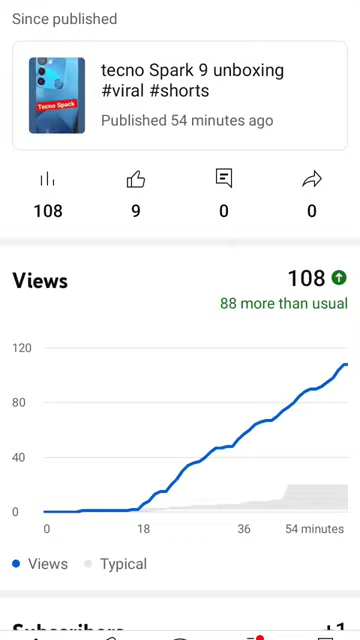 Since published
Tecno Spack
tecno Spark 9 unboxing
#viral #shorts
Published 54 minutes ago
108
9
0
0
Views
108
88 more than usual
120
80
40
0
0
18
36
54 minutes
Views
Typical
Subscribers
+1